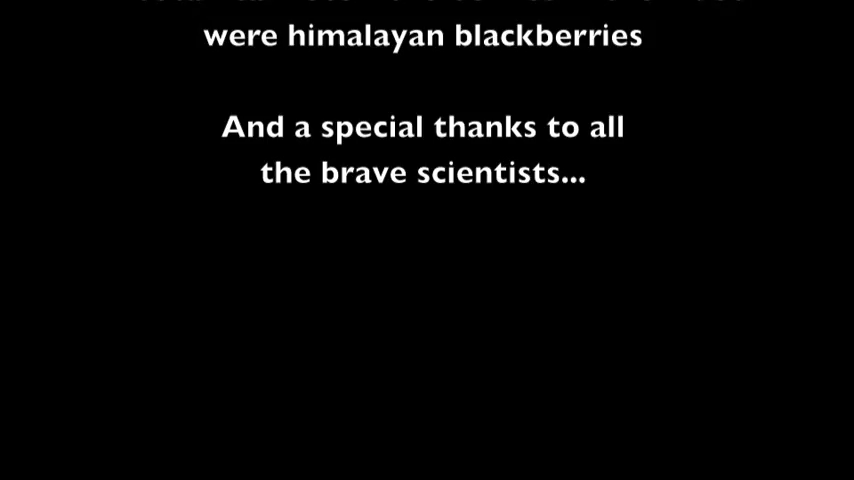 were himalayan blackberries
And a special thanks to all
the brave scientists...